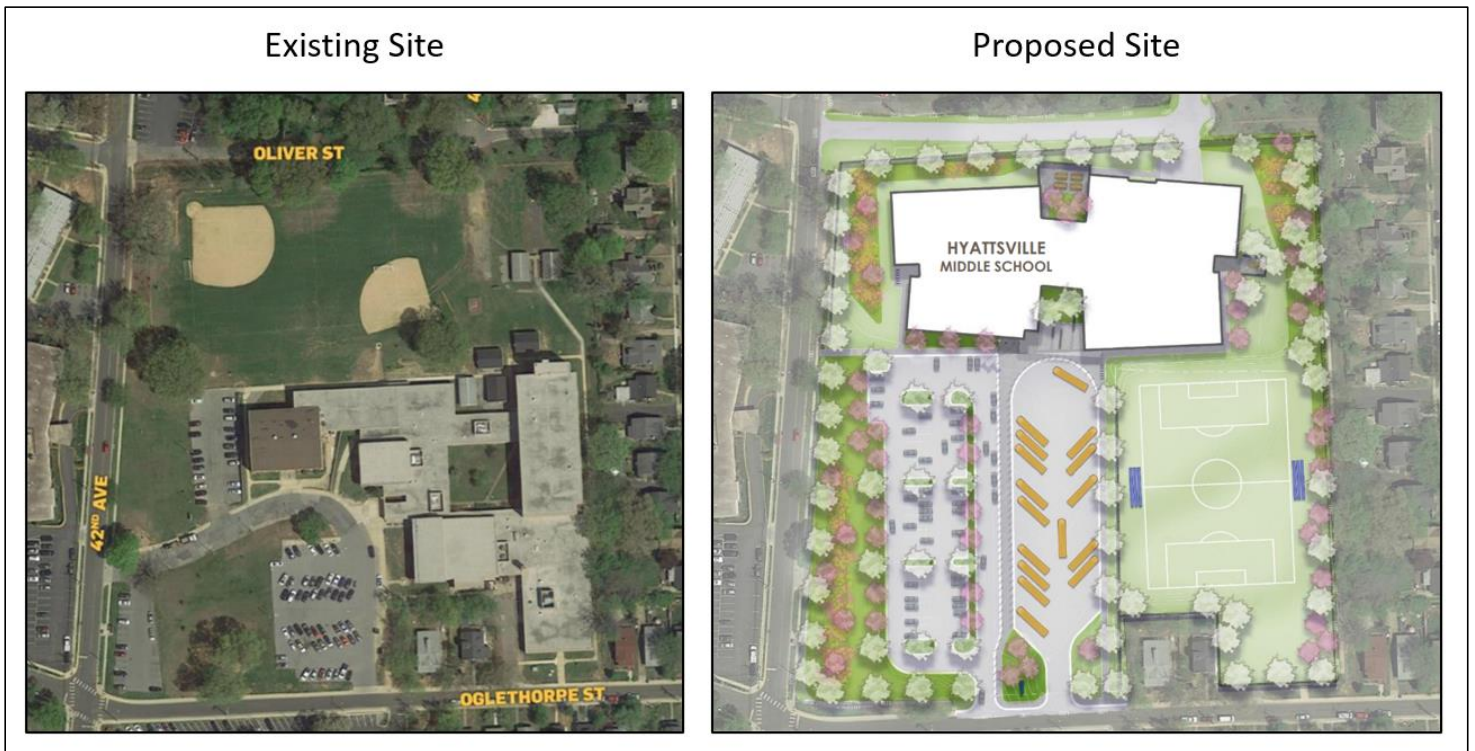 Existing Site
Proposed Site
OLIVER ST
42ND AVE
OGLETHORPE ST
HYATTSVILLE
MIDDLE SCHOOL